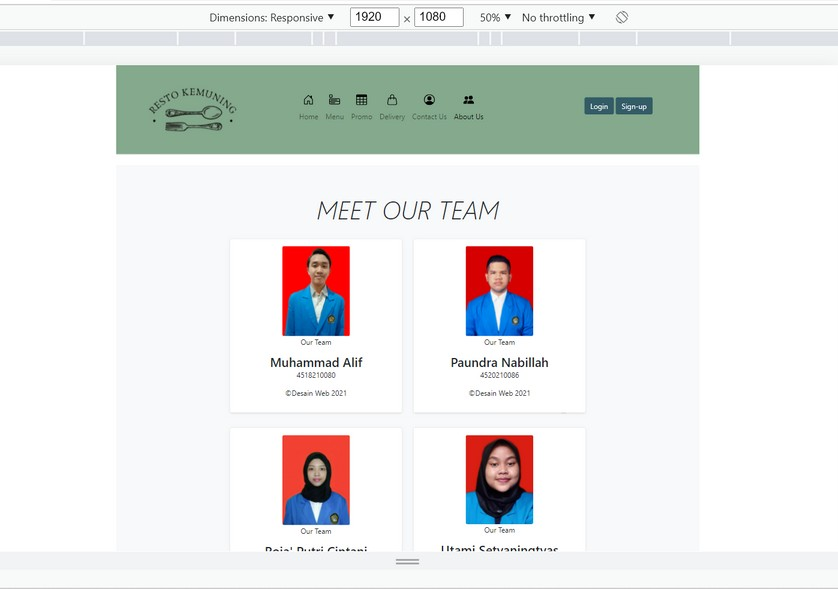 Dimensions: Responsive ▼ 1920 × 1080 50% ▼ No throttling ▼
RESTO KEMUNING
Home Menu Promo Delivery Contact Us About Us
Login Sign-up
MEET OUR TEAM
Our Team
Muhammad Alif
4518210080
©Desain Web 2021
Our Team
Paundra Nabillah
4520210086
©Desain Web 2021
Our Team
Roja' Putri Cintani
Our Team
Utami Setyaningtyas